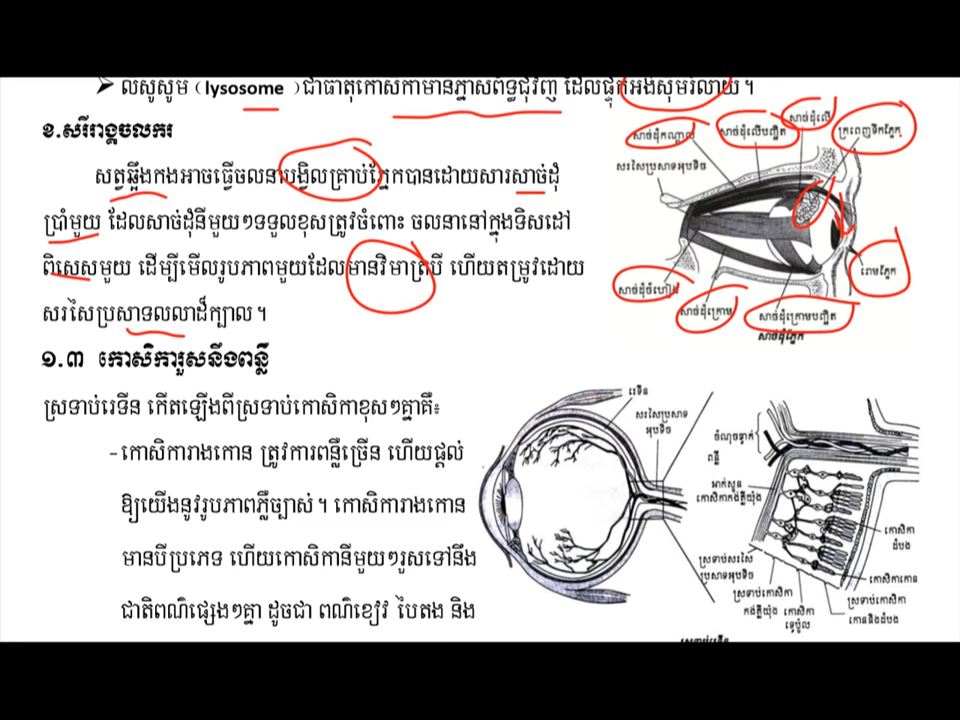 ➢ លីសូសូម ( lysosome ) ជាធាតុកោសិកាមានភ្នាសព័ទ្ធជុំវិញ ដែលផ្ទុកអង់ស៊ីមរំលាយ ។
ខ.សរីរាង្គចលករ
សត្វឆ្អឹងកងអាចធ្វើចលនាបង្វិលគ្រាប់ភ្នែកបានដោយសារសាច់ដុំ
ប្រាំមួយ ដែលសាច់ដុំនីមួយៗទទួលខុសត្រូវចំពោះ ចលនានៅក្នុងទិសដៅ
ពិសេសមួយ ដើម្បីមើលរូបភាពមួយដែលមានវិមាត្របី ហើយតម្រូវដោយ
សរសៃប្រសាទលលាដ៍ក្បាល ។
សាច់ដុំកណ្តាល
សាច់ដុំលើបញ្ឆិត
សាច់ដុំលើ
ក្រពេញទឹកភ្នែក
សរសៃប្រសាទអុបទិច
រោមភ្នែក
សាច់ដុំចំហៀង
សាច់ដុំក្រោម
សាច់ដុំក្រោមបញ្ឆិត
សាច់ដុំភ្នែក
១.៣ កោសិការួសនឹងពន្លឺ
ស្រទាប់រេទីន កើតឡើងពីស្រទាប់កោសិកាខុសៗគ្នាគឺ៖
-កោសិការាងកោន ត្រូវការពន្លឺច្រើន ហើយផ្តល់
ឱ្យយើងនូវរូបភាពភ្លឺច្បាស់ ។ កោសិការាងកោន
មានបីប្រភេទ ហើយកោសិកានីមួយៗរួសទៅនឹង
ជាតិពណ៌ផ្សេងៗគ្នា ដូចជា ពណ៌ខៀវ បៃតង និង
រេទីន
សរសៃប្រសាទ
អុបទិច
ចំណុចខ្វាក់
ពន្លឺ
អាក់សូន
កោសិកាកង់គ្លីយ៉ុង
ស្រទាប់សរសៃ
ប្រសាទអុបទិច
ស្រទាប់កោសិកា
កង់គ្លីយ៉ុង
កោសិកា
ទ្វេប៉ូល
កោសិកា
ដំបង
កោសិកាកោន
ស្រទាប់កោសិកា
កោននិងដំបង
ស្រទាប់រេទីន